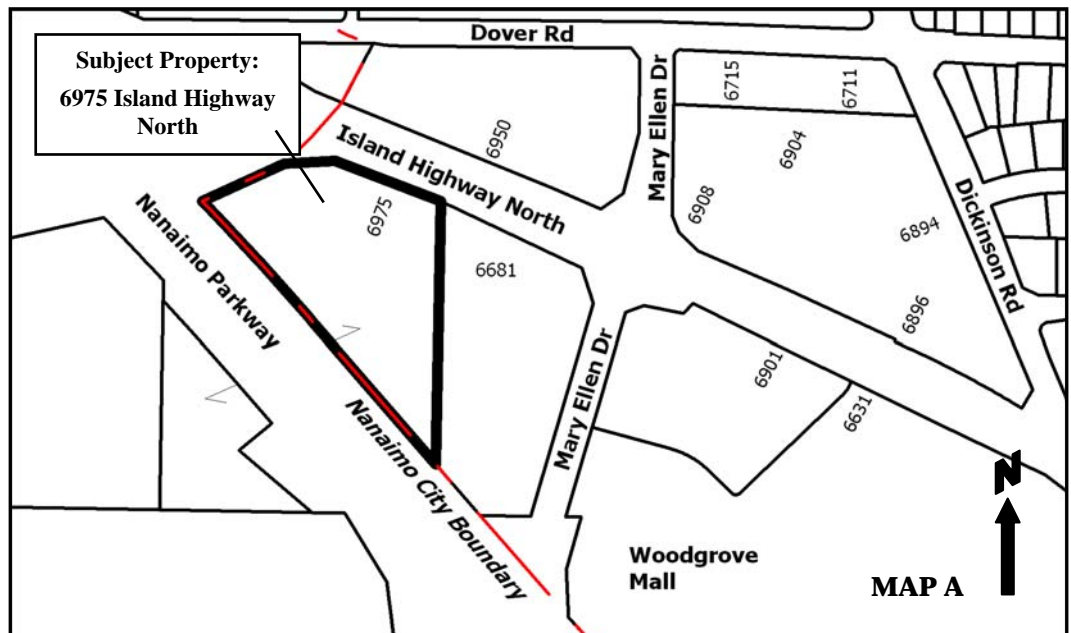 Subject Property:
6975 Island Highway
North
Dover Rd
Mary Ellen Dr
6715
6711
6950
6904
Island Highway North
6908
6894
Dickinson Rd
6975
Nanaimo Parkway
6681
6896
Mary Ellen Dr
6901
6631
Nanaimo City Boundary
N
Woodgrove
Mall
MAP A